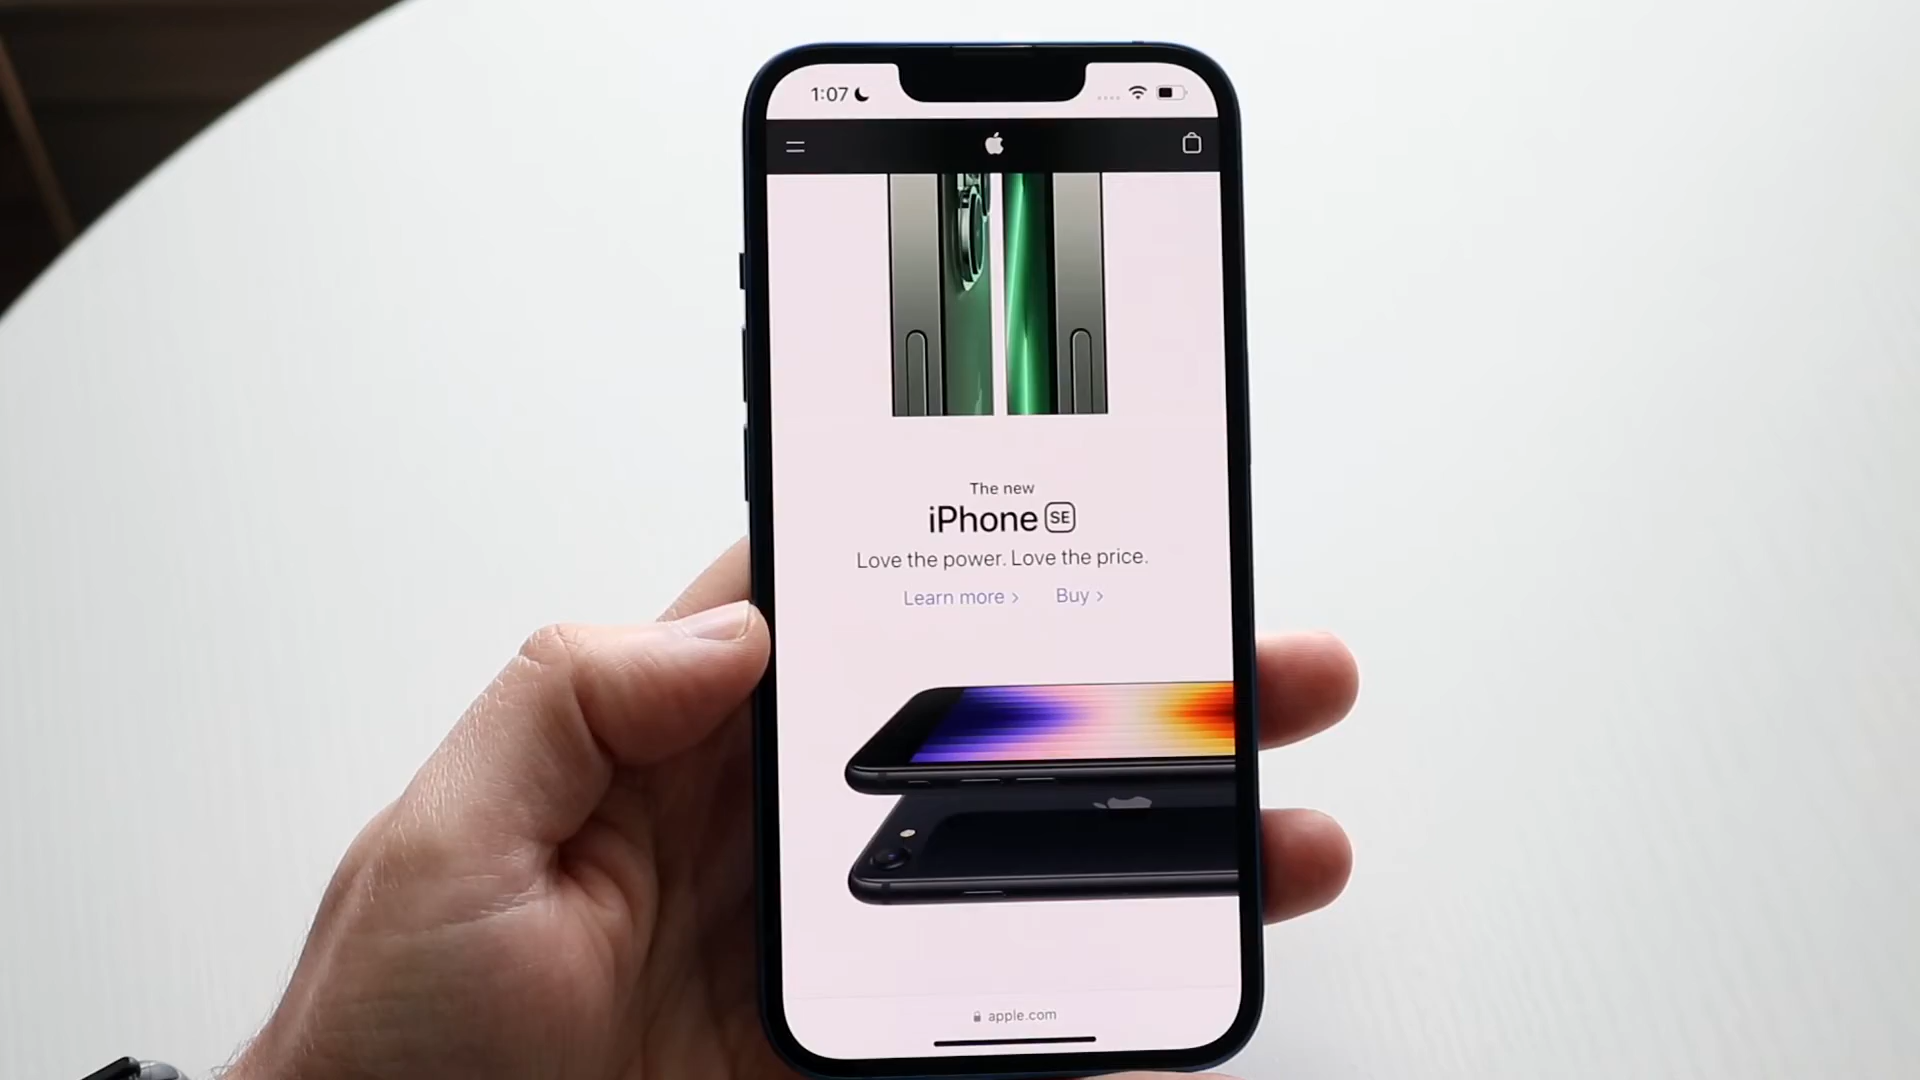 1:07
The new
iPhone SE
Love the power. Love the price.
Learn more > Buy >
apple.com